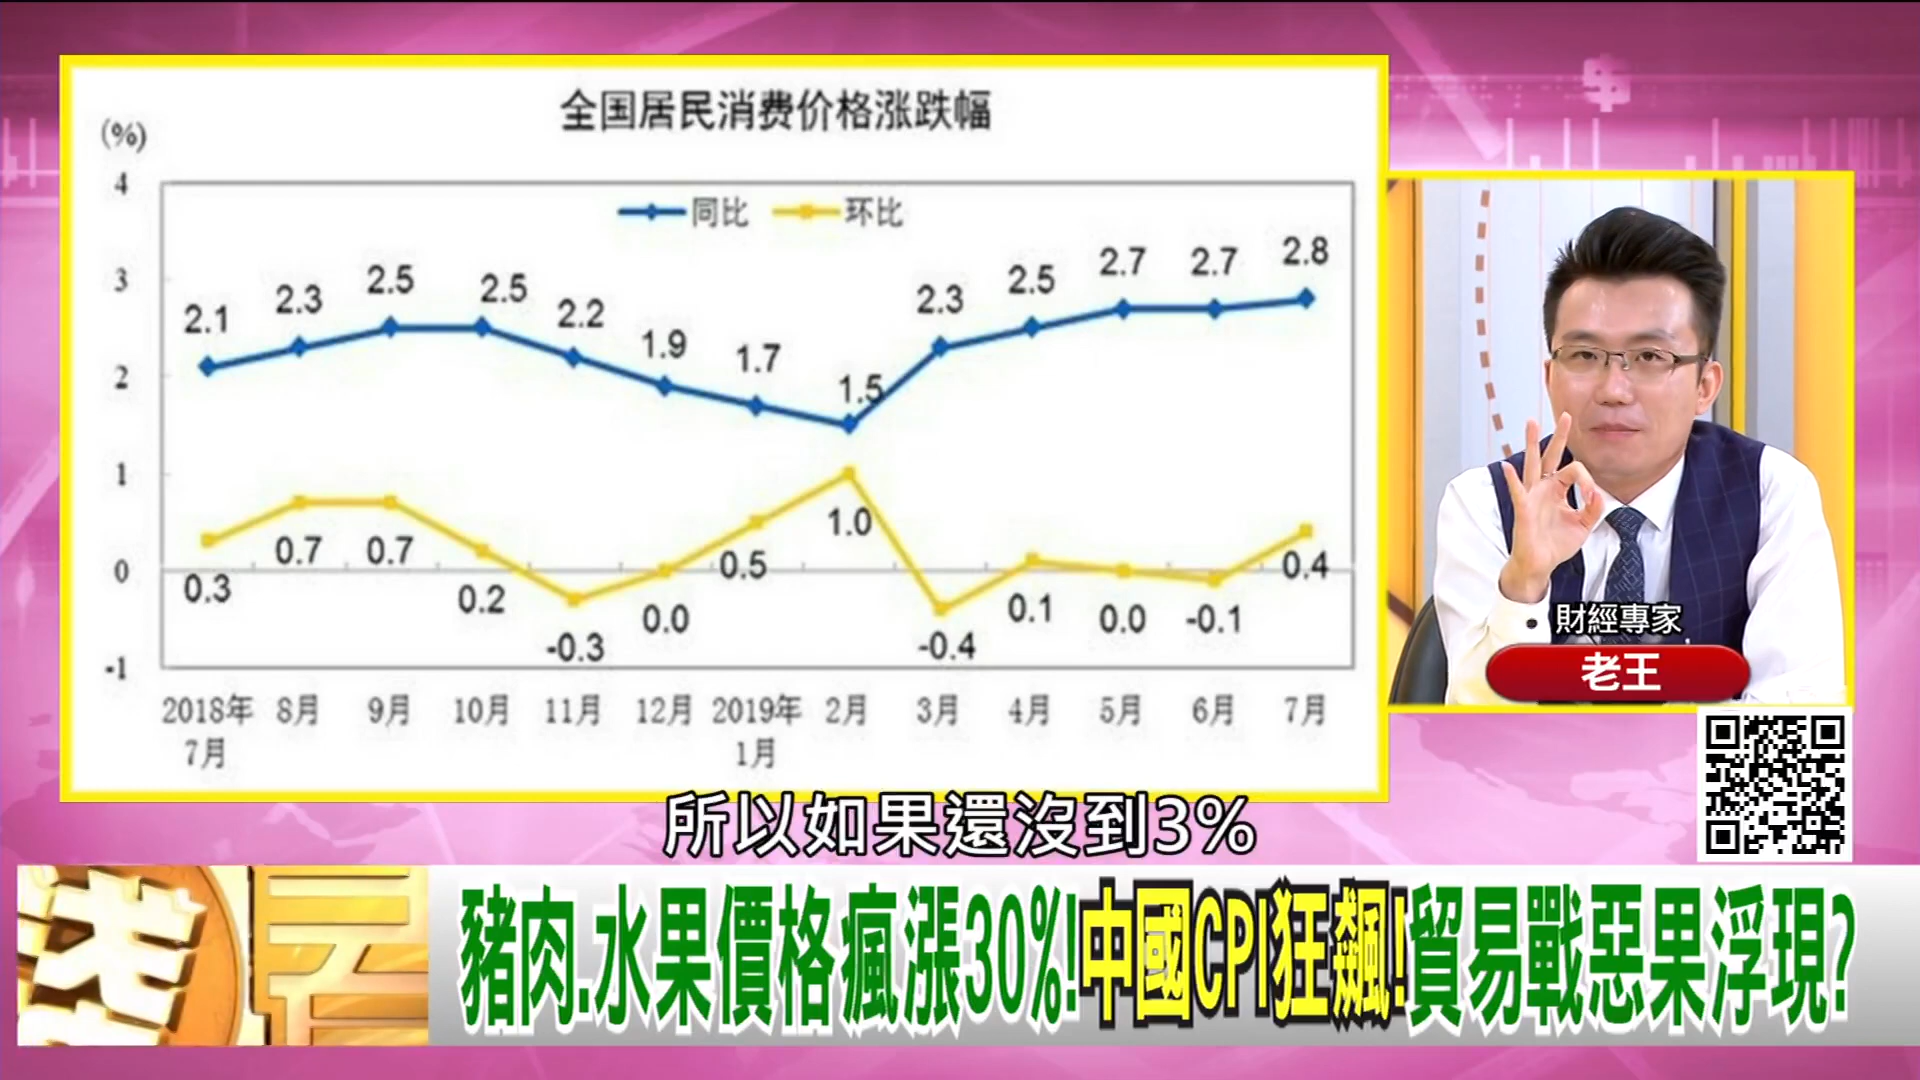 全国居民消费价格涨跌幅
(%)
同比 环比
4
3
2
1
0
-1
2.1 2.3 2.5 2.5 2.2 1.9 1.7 1.5 2.3 2.5 2.7 2.7 2.8
0.3 0.7 0.7 0.2 -0.3 0.0 0.5 1.0 -0.4 0.1 0.0 -0.1 0.4
2018年 8月 9月 10月 11月 12月 2019年 2月 3月 4月 5月 6月 7月
7月 1月
財經專家
老王
所以如果還沒到3%
豬肉.水果價格瘋漲30%!中國CPI狂飆!貿易戰惡果浮現?